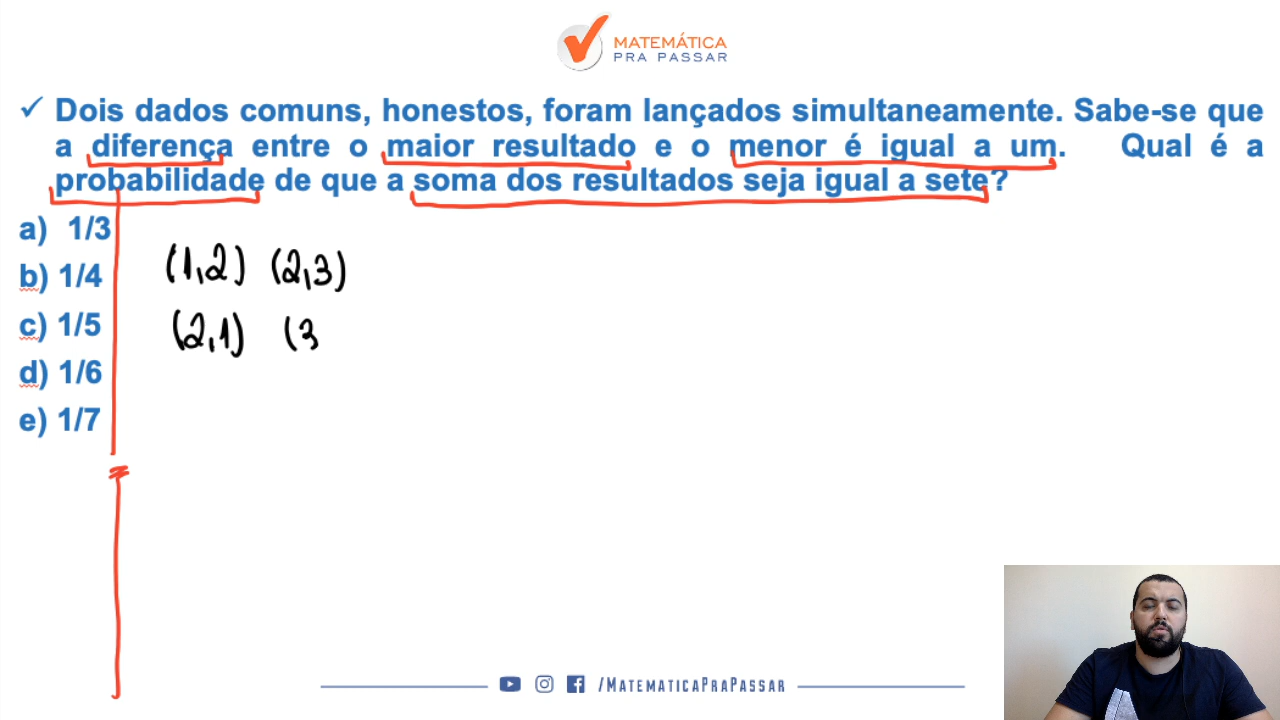 MATEMÁTICA
PRA PASSAR
✓ Dois dados comuns, honestos, foram lançados simultaneamente. Sabe-se que
a diferença entre o maior resultado e o menor é igual a um. Qual é a
probabilidade de que a soma dos resultados seja igual a sete?
a) 1/3
b) 1/4
c) 1/5
d) 1/6
e) 1/7
(1,2) (2,3)
(2,1) (3
/MATEMATICAPRAPASSAR